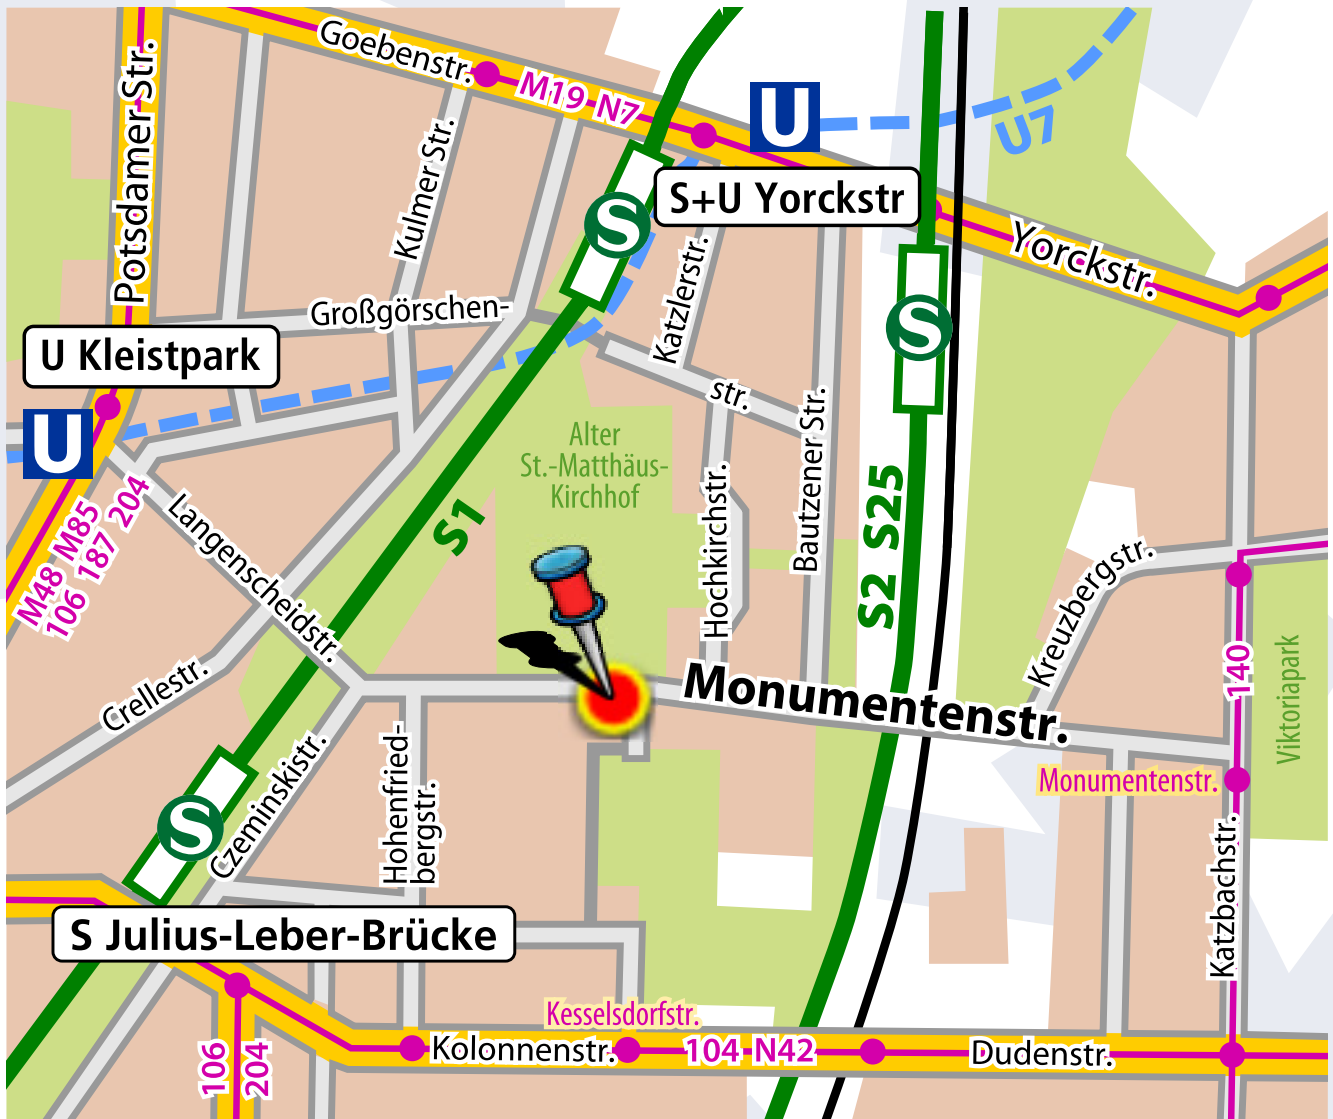 Goebenstr.
M19 N7
U
U7
Potsdamer Str.
Kulmer Str.
S+U Yorckstr
S
Yorckstr.
Katzlerstr.
Großgörschen-
str.
S
U Kleistpark
U
Alter
St.-Matthäus-
Kirchhof
Bautzener Str.
Hochkirchstr.
S1
S2 S25
M48 M85
106 187 204
Langenscheidstr.
Kreuzbergstr.
140
Viktoriapark
Crellestr.
Monumentenstr.
Monumentenstr.
Czeminskistr.
Hohenfried-
bergstr.
S
Katzbachstr.
S Julius-Leber-Brücke
Kesselsdorfstr.
Kolonnenstr.
104 N42
Dudenstr.
106
204